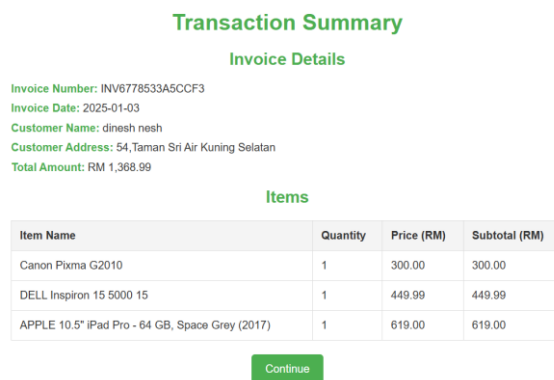 Transaction Summary
Invoice Details
Invoice Number: INV6778533A5CCF3
Invoice Date: 2025-01-03
Customer Name: dinesh nesh
Customer Address: 54,Taman Sri Air Kuning Selatan
Total Amount: RM 1,368.99
Items
Item Name Quantity Price (RM) Subtotal (RM)
Canon Pixma G2010 1 300.00 300.00
DELL Inspiron 15 5000 15 1 449.99 449.99
APPLE 10.5" iPad Pro - 64 GB, Space Grey (2017) 1 619.00 619.00
Continue